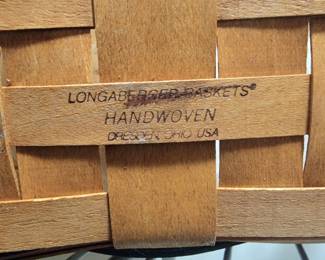 LONGABERGER BASKETS®
HANDWOVEN
DRESDEN, OHIO USA